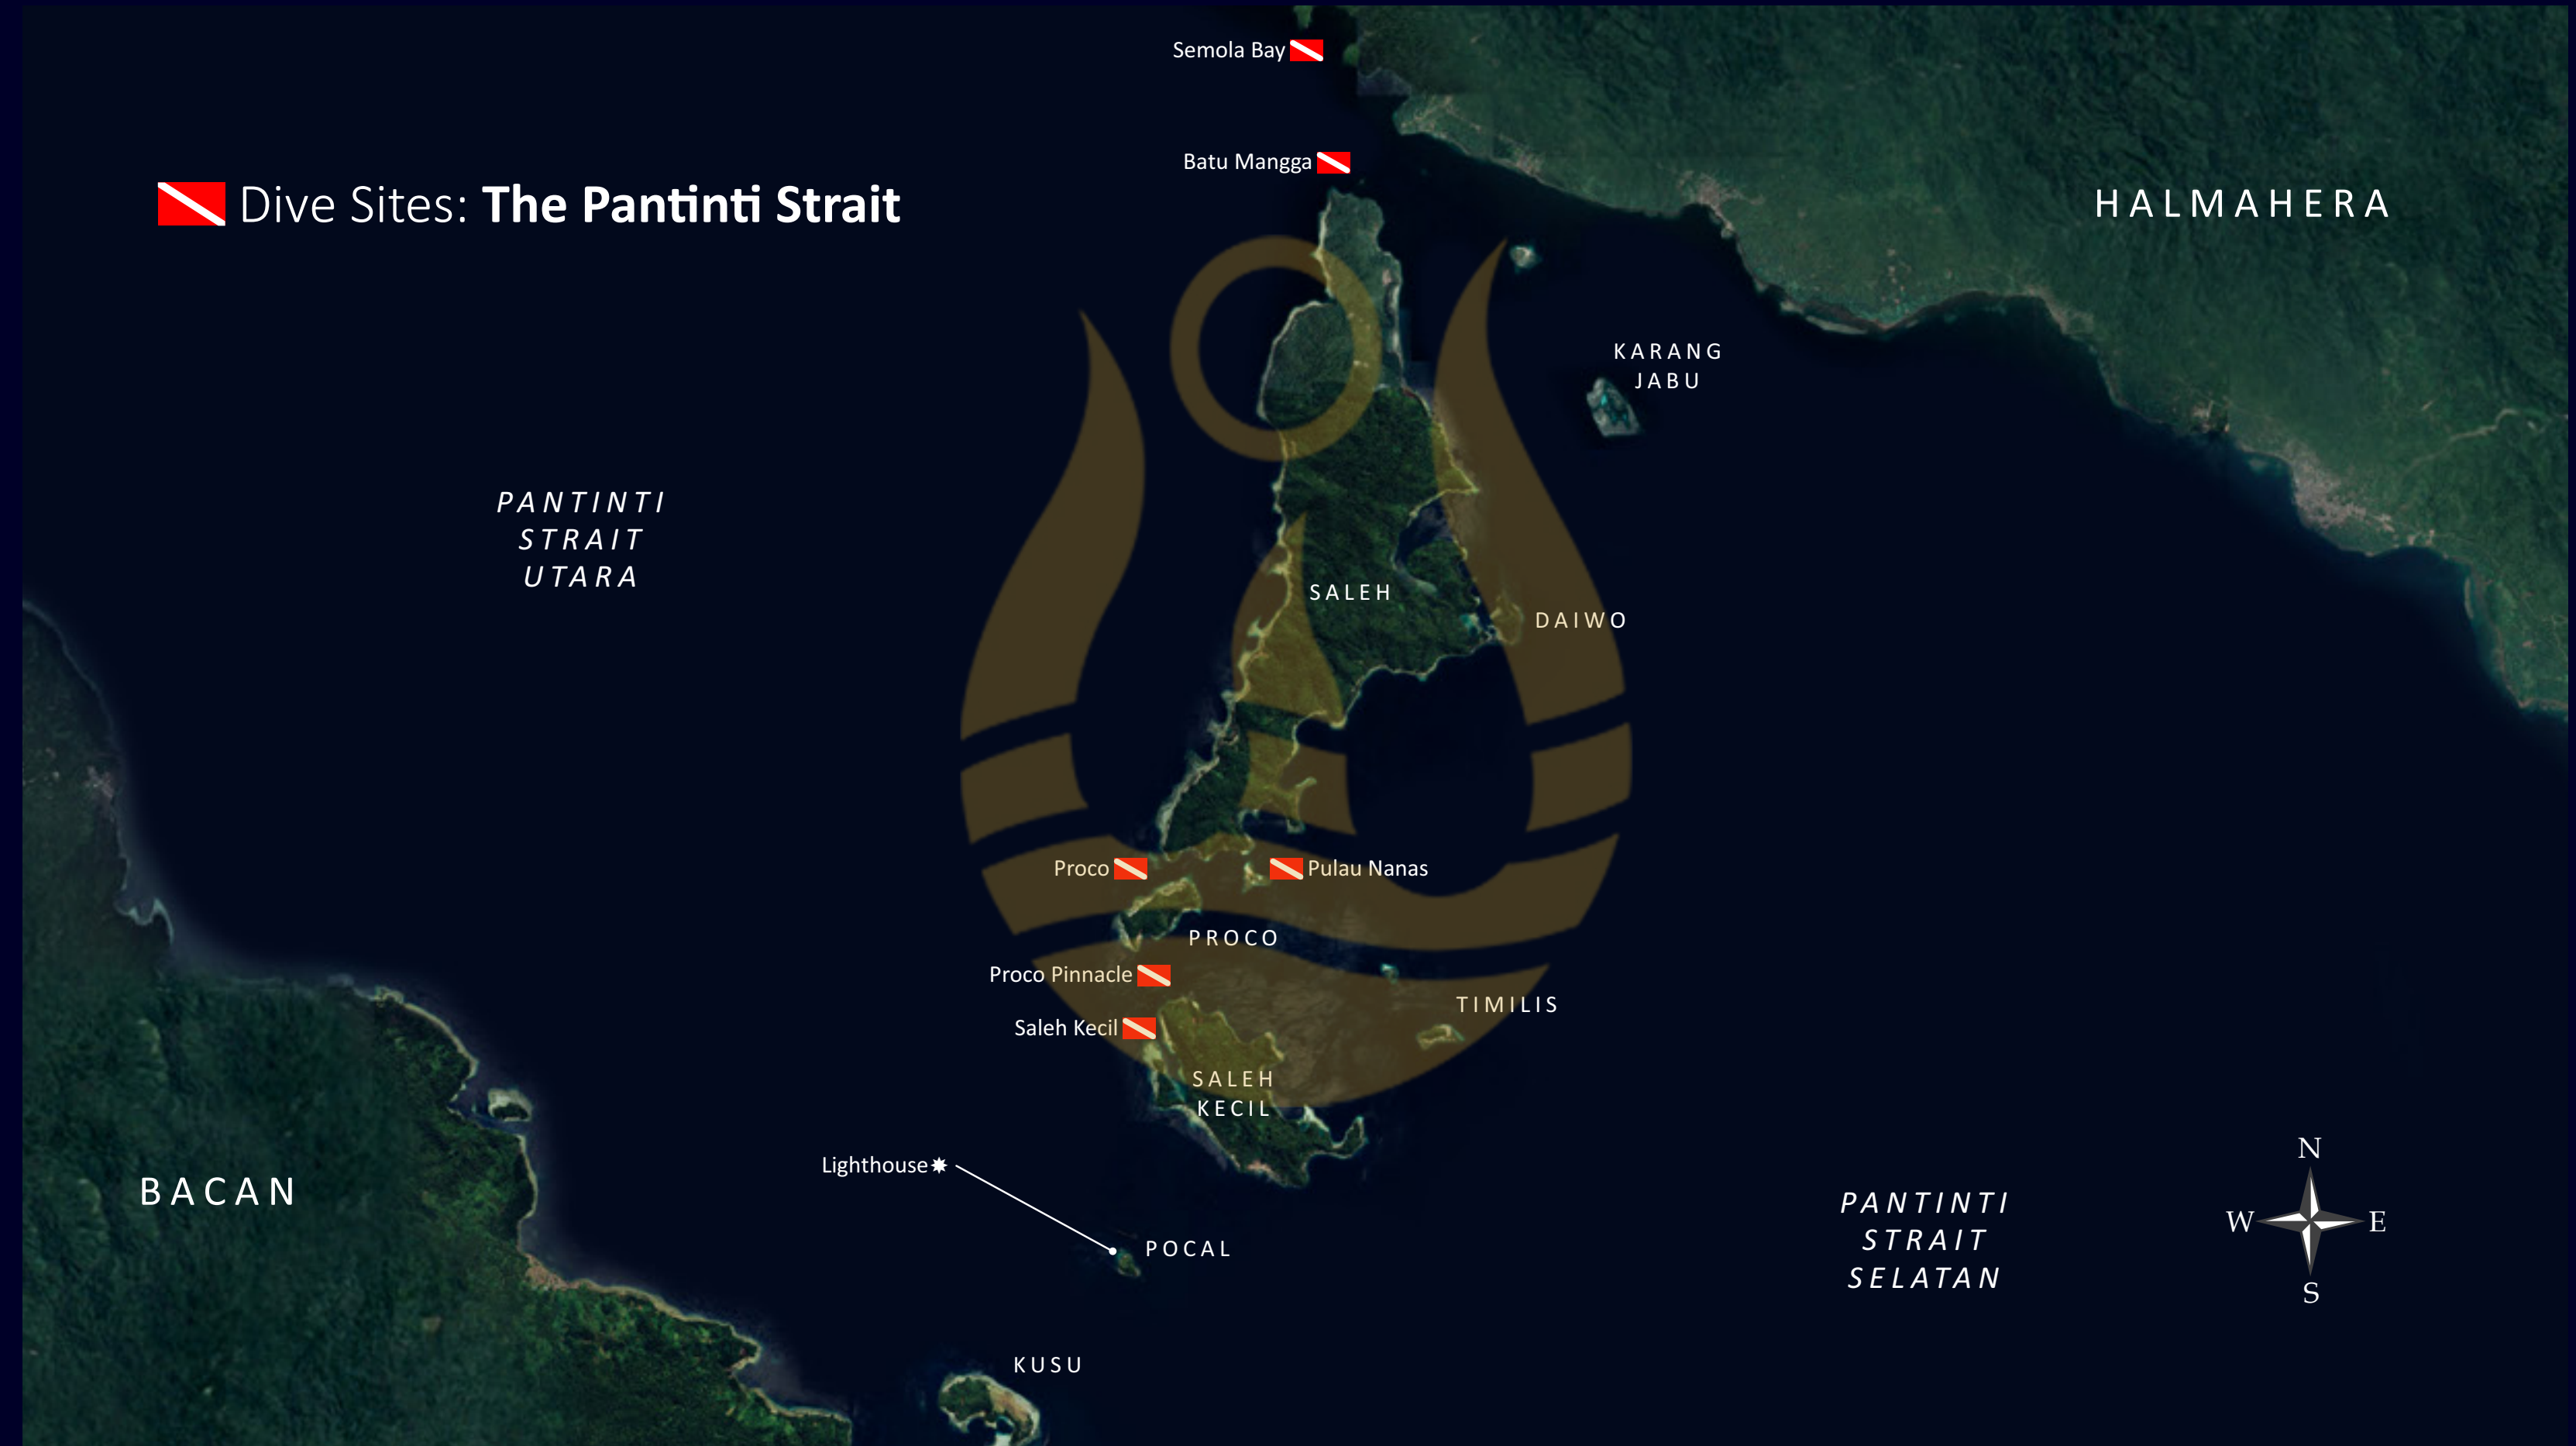 Semola Bay
Batu Mangga
Dive Sites: The Pantinti Strait
HALMAHERA
KARANG
JABU
PANTINTI
STRAIT
UTARA
SALEH
DAIWO
Proco
Pulau Nanas
PROCO
Proco Pinnacle
TIMILIS
Saleh Kecil
SALEH
KECIL
Lighthouse
BACAN
POCAL
PANTINTI
STRAIT
SELATAN
N
W
E
S
KUSU